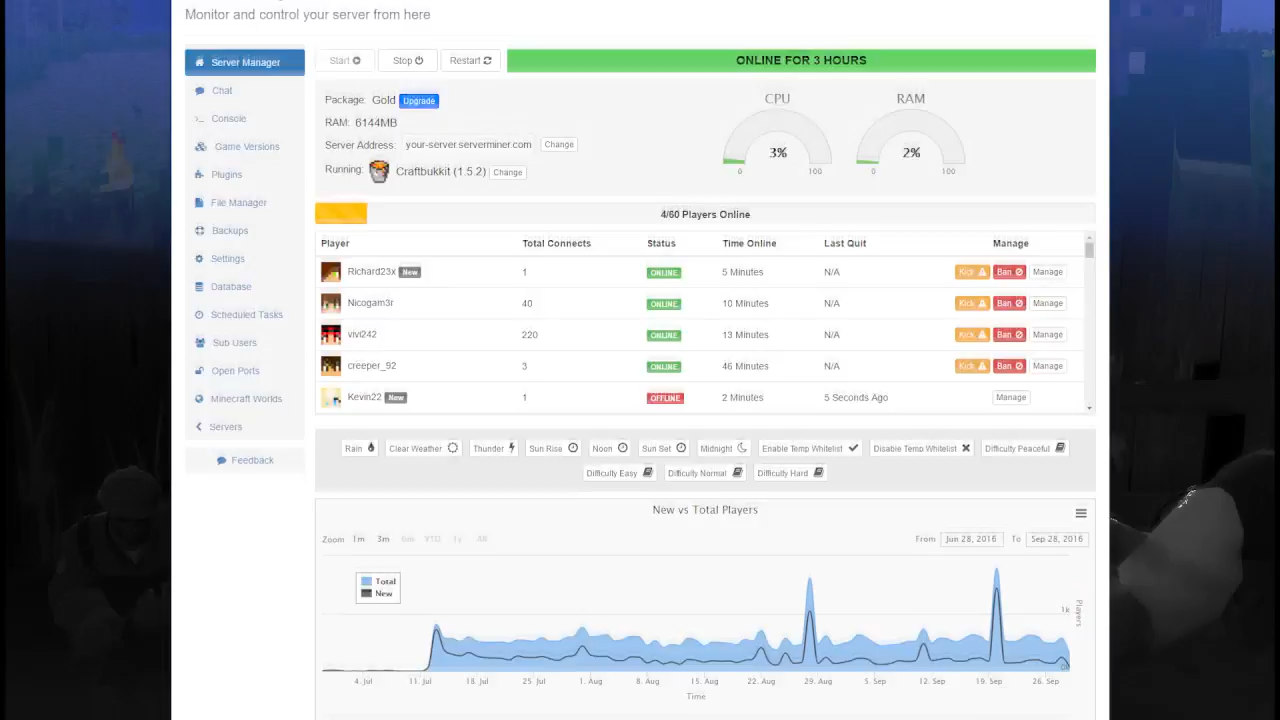 Monitor and control your server from here
Server Manager
Chat
Console
Game Versions
Plugins
File Manager
Backups
Settings
Database
Scheduled Tasks
Sub Users
Open Ports
Minecraft Worlds
Servers
Feedback
Start Stop Restart ONLINE FOR 3 HOURS
Package: Gold Upgrade
RAM: 6144MB
Server Address: your-server.serverminer.com Change
Running: Craftbukkit (1.5.2) Change
CPU RAM
3% 2%
0 100 0 100
4/60 Players Online
Player Total Connects Status Time Online Last Quit Manage
Richard23x New 1 ONLINE 5 Minutes N/A Kick Ban Manage
Nicogam3r 40 ONLINE 10 Minutes N/A Kick Ban Manage
vivi242 220 ONLINE 13 Minutes N/A Kick Ban Manage
creeper_92 3 ONLINE 46 Minutes N/A Kick Ban Manage
Kevin22 New 1 OFFLINE 2 Minutes 5 Seconds Ago Manage
Rain Clear Weather Thunder Sun Rise Noon Sun Set Midnight Enable Temp Whitelist Disable Temp Whitelist Difficulty Peaceful
Difficulty Easy Difficulty Normal Difficulty Hard
New vs Total Players
Zoom 1m 3m 6m YTD 1y All From Jun 28, 2016 To Sep 28, 2016
Total
New
1k
Players
0k
4. Jul 11. Jul 18. Jul 25. Jul 1. Aug 8. Aug 15. Aug 22. Aug 29. Aug 5. Sep 12. Sep 19. Sep 26. Sep
Time